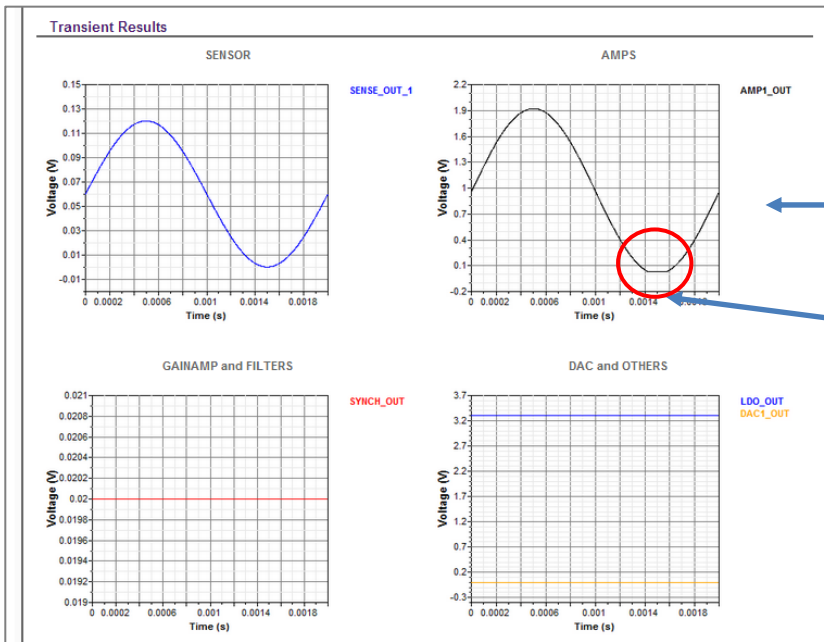 Transient Results
SENSOR
SENSE_OUT_1
0.15
0.13
0.11
0.09
0.07
0.05
0.03
0.01
-0.01
Voltage (V)
0 0.0002 0.0006 0.001 0.0014 0.0018
Time (s)
AMPS
AMP1_OUT
2.2
1.9
1.6
1.3
1
0.7
0.4
0.1
-0.2
Voltage (V)
0 0.0002 0.0006 0.001 0.0014 0.0018
Time (s)
GAINAMP and FILTERS
SYNCH_OUT
0.021
0.0208
0.0206
0.0204
0.0202
0.02
0.0198
0.0196
0.0194
0.0192
0.019
Voltage (V)
0 0.0002 0.0006 0.001 0.0014 0.0018
Time (s)
DAC and OTHERS
LDO_OUT
DAC1_OUT
3.7
3.2
2.7
2.2
1.7
1.2
0.7
0.2
-0.3
Voltage (V)
0 0.0002 0.0006 0.001 0.0014 0.0018
Time (s)